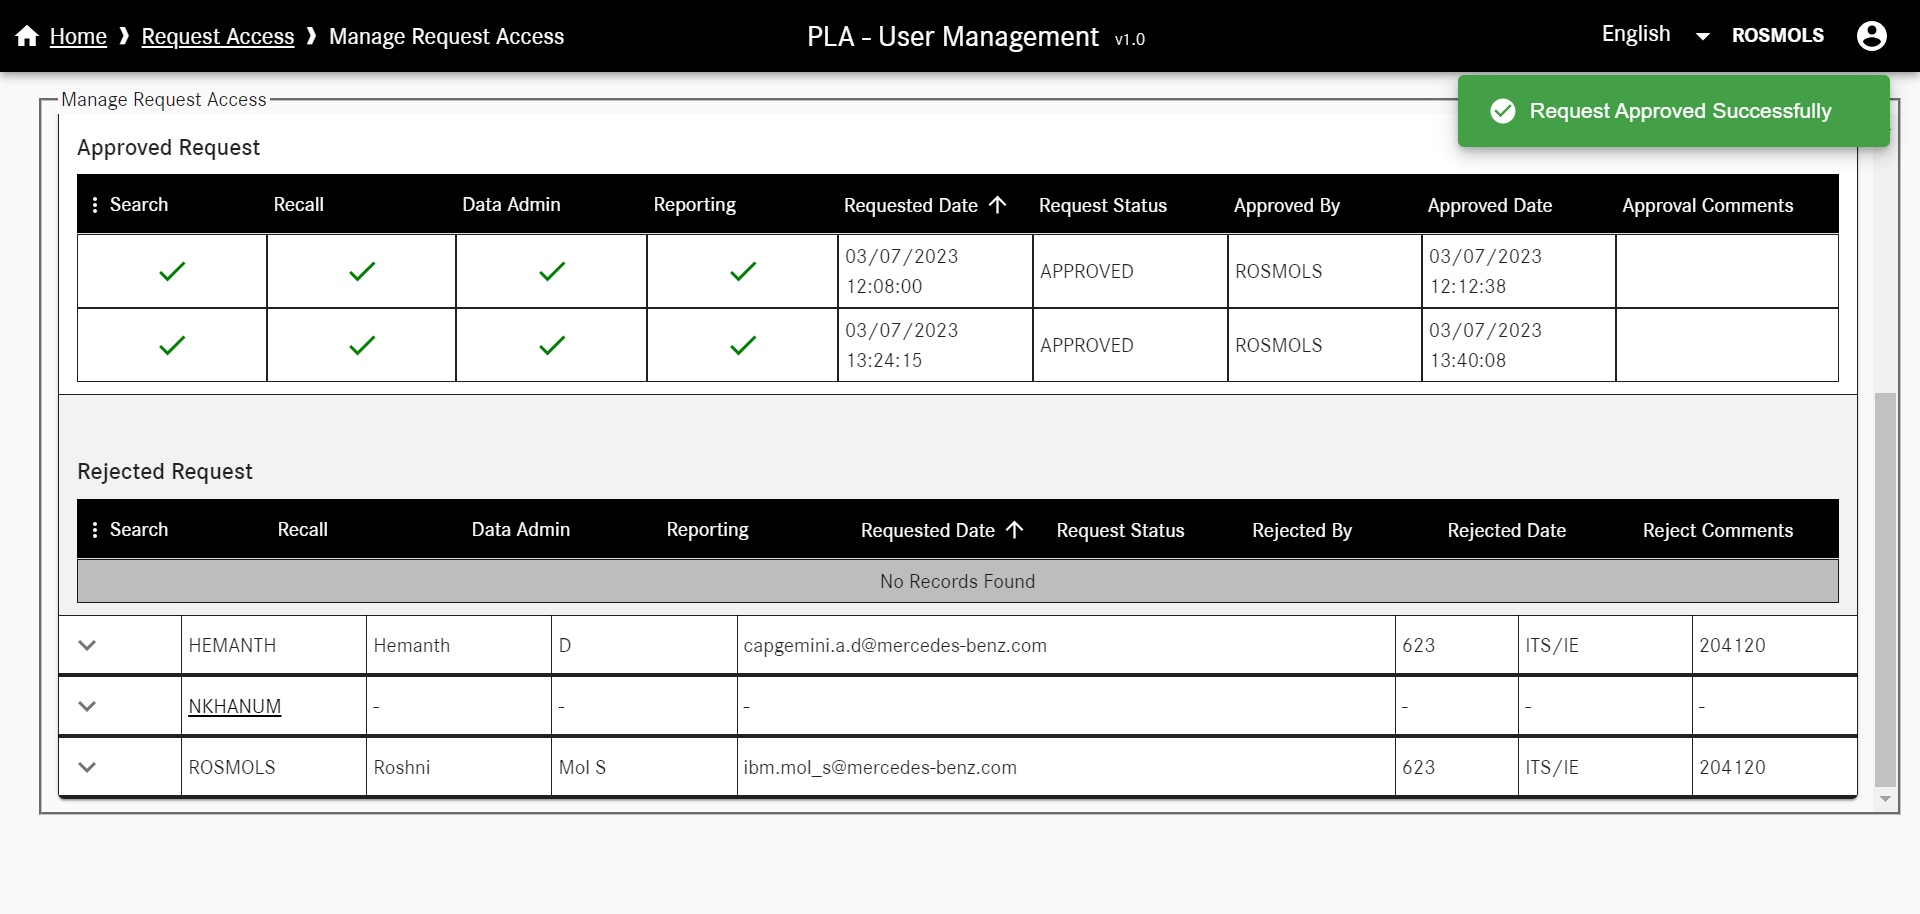 Home ❱ Request Access ❱ Manage Request Access
PLA - User Management v1.0
English ROSMOLS
Manage Request Access
Request Approved Successfully
Approved Request
Search Recall Data Admin Reporting Requested Date Request Status Approved By Approved Date Approval Comments
03/07/2023 12:08:00 APPROVED ROSMOLS 03/07/2023 12:12:38
03/07/2023 13:24:15 APPROVED ROSMOLS 03/07/2023 13:40:08
Rejected Request
Search Recall Data Admin Reporting Requested Date Request Status Rejected By Rejected Date Reject Comments
No Records Found
HEMANTH Hemanth D capgemini.a.d@mercedes-benz.com 623 ITS/IE 204120
NKHANUM - - - - - -
ROSMOLS Roshni Mol S ibm.mol_s@mercedes-benz.com 623 ITS/IE 204120